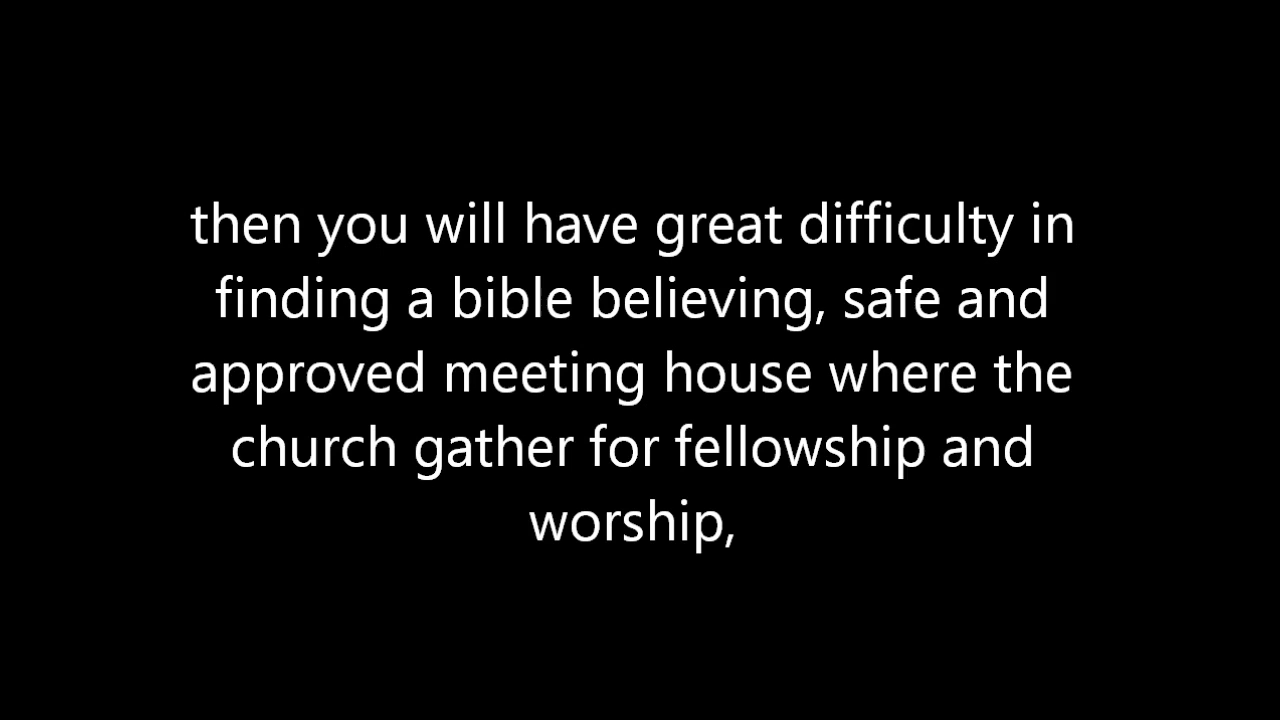 then you will have great difficulty in
finding a bible believing, safe and
approved meeting house where the
church gather for fellowship and
worship,